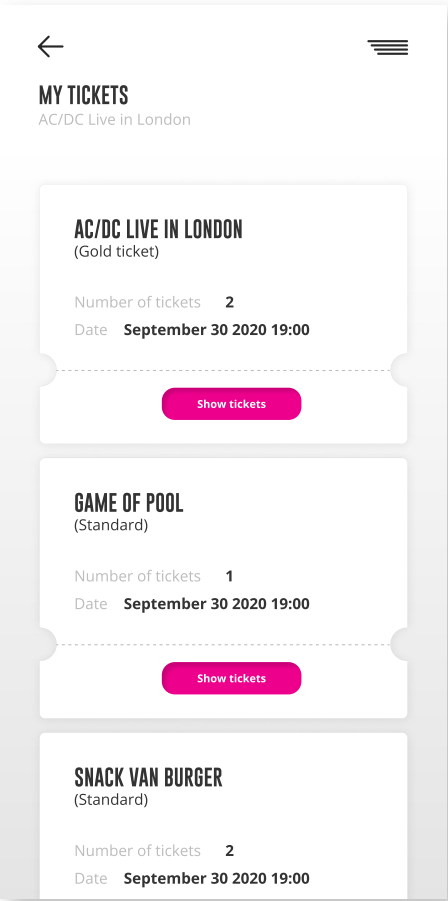 MY TICKETS
AC/DC Live in London
AC/DC LIVE IN LONDON
(Gold ticket)
Number of tickets 2
Date September 30 2020 19:00
Show tickets
GAME OF POOL
(Standard)
Number of tickets 1
Date September 30 2020 19:00
Show tickets
SNACK VAN BURGER
(Standard)
Number of tickets 2
Date September 30 2020 19:00